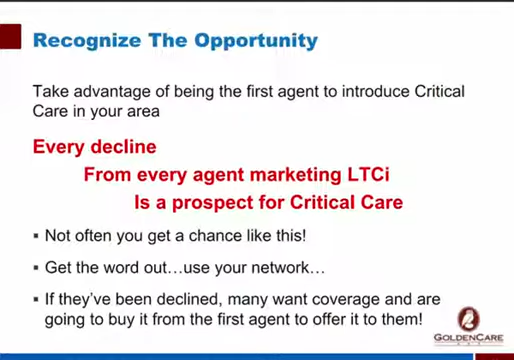 Recognize The Opportunity
Take advantage of being the first agent to introduce Critical
Care in your area
Every decline
From every agent marketing LTCi
Is a prospect for Critical Care
▪ Not often you get a chance like this!
▪ Get the word out…use your network…
▪ If they’ve been declined, many want coverage and are
going to buy it from the first agent to offer it to them!
GOLDENCARE